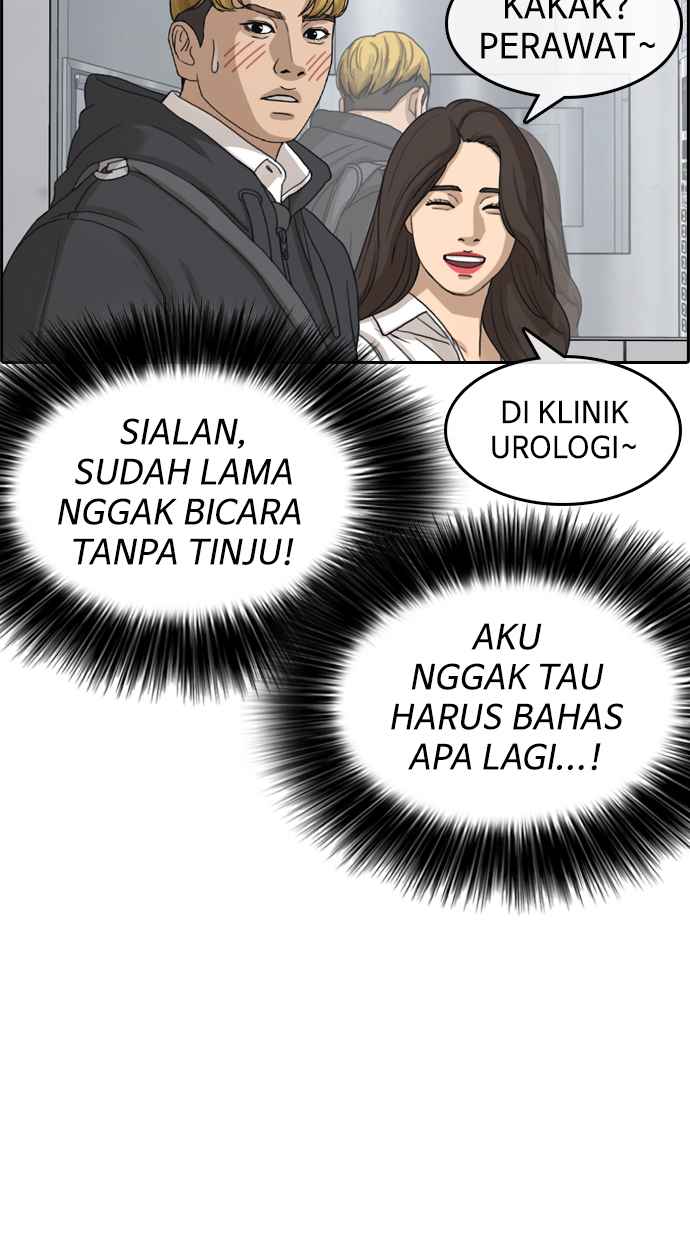 KAKAK?
PERAWAT~
DI KLINIK
UROLOGI~
SIALAN,
SUDAH LAMA
NGGAK BICARA
TANPA TINJU!
AKU
NGGAK TAU
HARUS BAHAS
APA LAGI...!